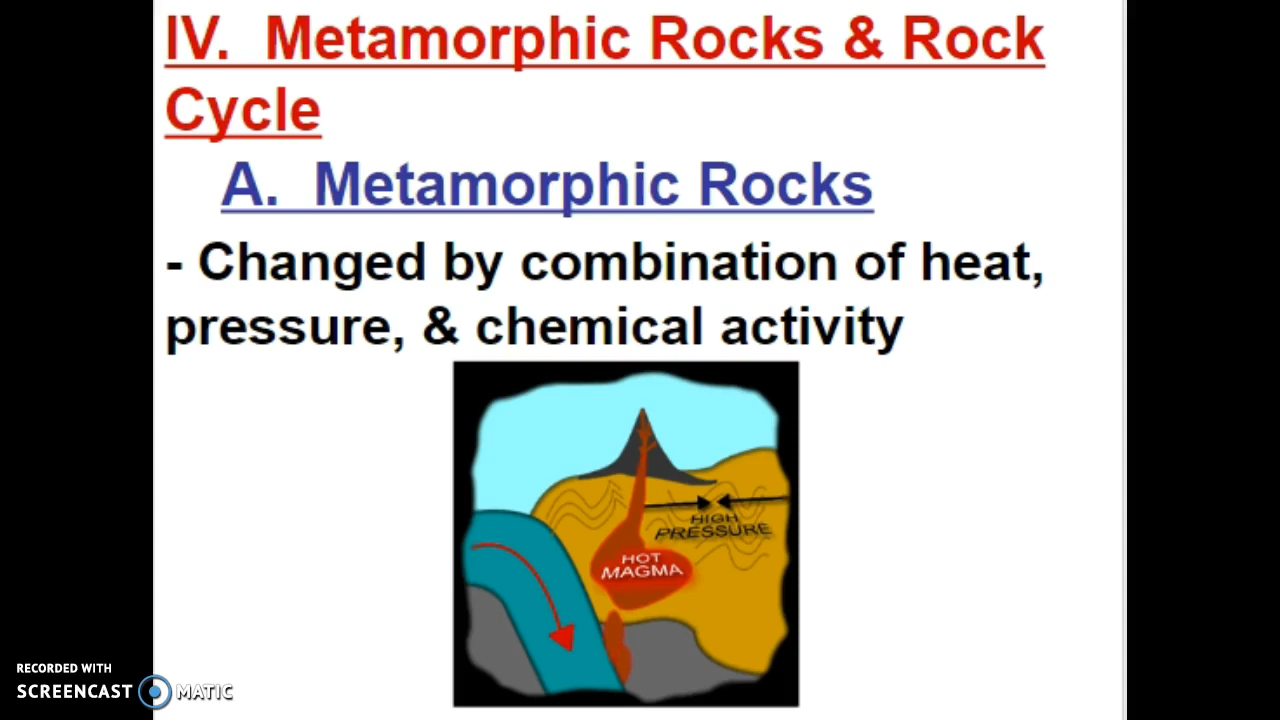 IV.  Metamorphic Rocks & Rock
Cycle
A.  Metamorphic Rocks
- Changed by combination of heat,
pressure, & chemical activity
HIGH
PRESSURE
HOT
MAGMA
RECORDED WITH
SCREENCAST MATIC